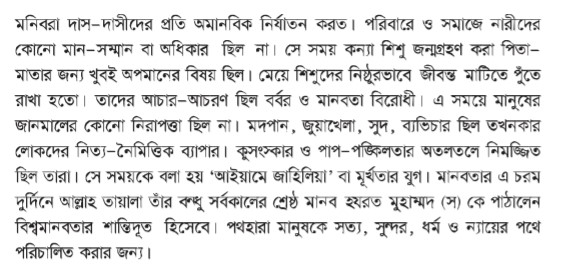 মনিবরা দাস-দাসীদের প্রতি অমানবিক নির্যাতন করত। পরিবারে ও সমাজে নারীদের
কোনো মান-সম্মান বা অধিকার ছিল না। সে সময় কন্যা শিশু জন্মগ্রহণ করা পিতা-
মাতার জন্য খুবই অপমানের বিষয় ছিল। মেয়ে শিশুদের নিষ্ঠুরভাবে জীবন্ত মাটিতে পুঁতে
রাখা হতো। তাদের আচার-আচরণ ছিল বর্বর ও মানবতা বিরোধী। এ সময়ে মানুষের
জানমালের কোনো নিরাপত্তা ছিল না। মদপান, জুয়াখেলা, সুদ, ব্যভিচার ছিল তখনকার
লোকদের নিত্য-নৈমিত্তিক ব্যাপার। কুসংস্কার ও পাপ-পঙ্কিলতার অতলতলে নিমজ্জিত
ছিল তারা। সে সময়কে বলা হয় ‘আইয়ামে জাহিলিয়া’ বা মূর্খতার যুগ। মানবতার এ চরম
দুর্দিনে আল্লাহ তায়ালা তাঁর বন্ধু সর্বকালের শ্রেষ্ঠ মানব হযরত মুহাম্মদ (স) কে পাঠালেন
বিশ্বমানবতার শান্তিদূত হিসেবে। পথহারা মানুষকে সত্য, সুন্দর, ধর্ম ও ন্যায়ের পথে
পরিচালিত করার জন্য।